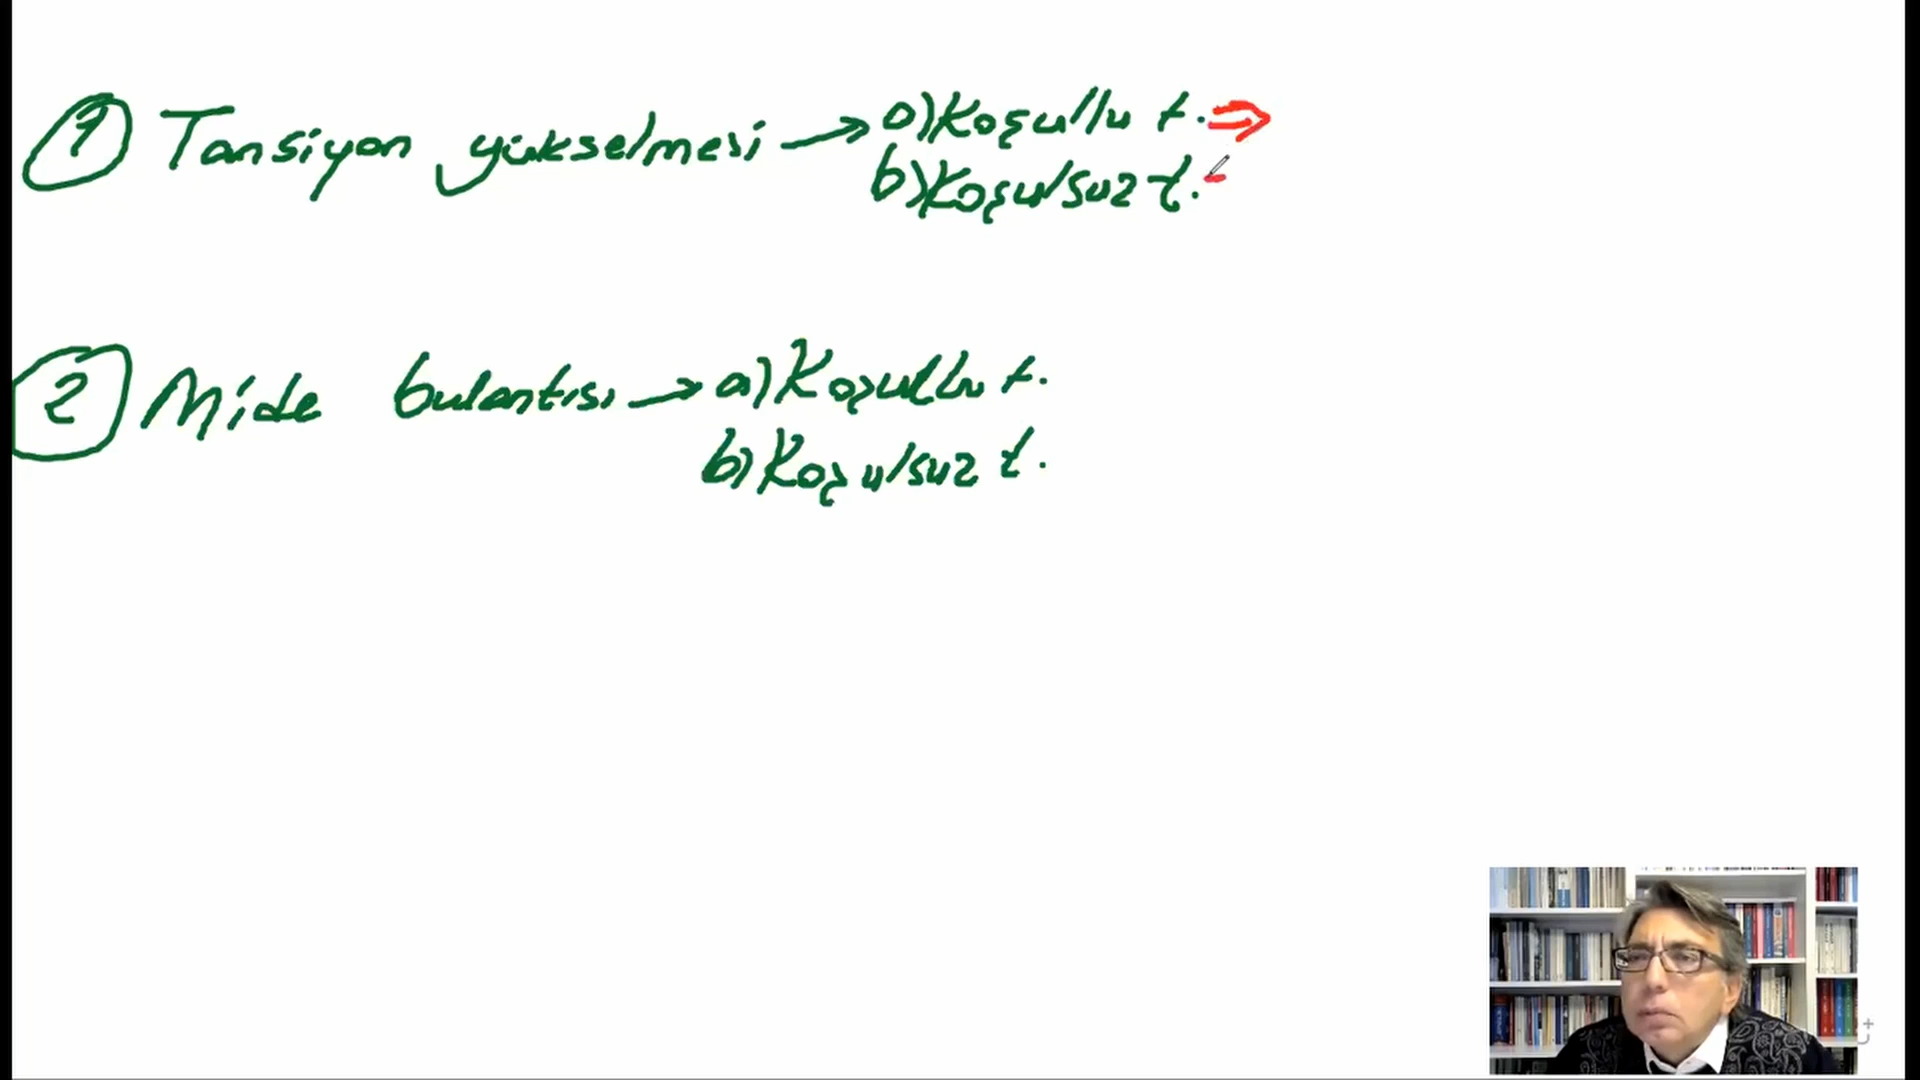 1 Tansiyon yükselmesi → a) Koşullu t. ⇒
b) Koşulsuz t. -
2 Mide bulantısı → a) Koşullu t.
b) Koşulsuz t.